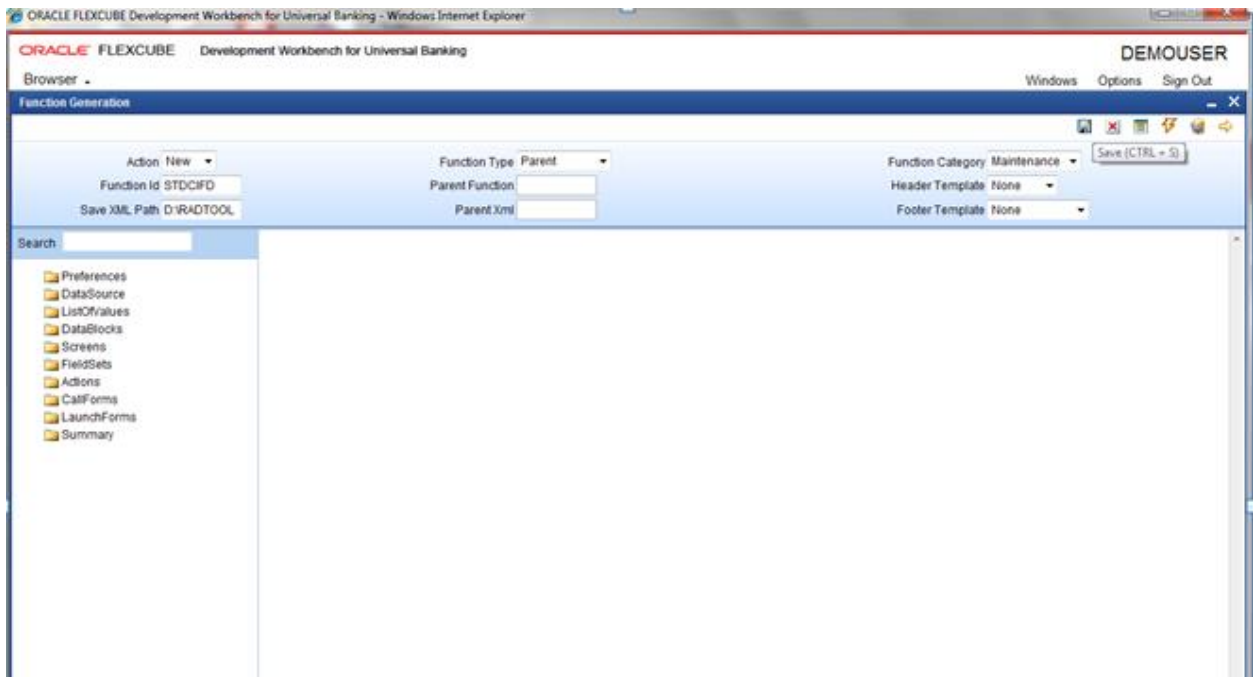 ORACLE FLEXCUBE Development Workbench for Universal Banking - Windows Internet Explorer
ORACLE FLEXCUBE Development Workbench for Universal Banking DEMOUSER
Browser Windows Options Sign Out
Function Generation
Save (CTRL + S)
Action New Function Type Parent Function Category Maintenance
Function Id STDCIFD Parent Function Header Template None
Save XML Path D:\RADTOOL Parent Xml Footer Template None
Search
Preferences
DataSource
ListOfValues
DataBlocks
Screens
FieldSets
Actions
CallForms
LaunchForms
Summary